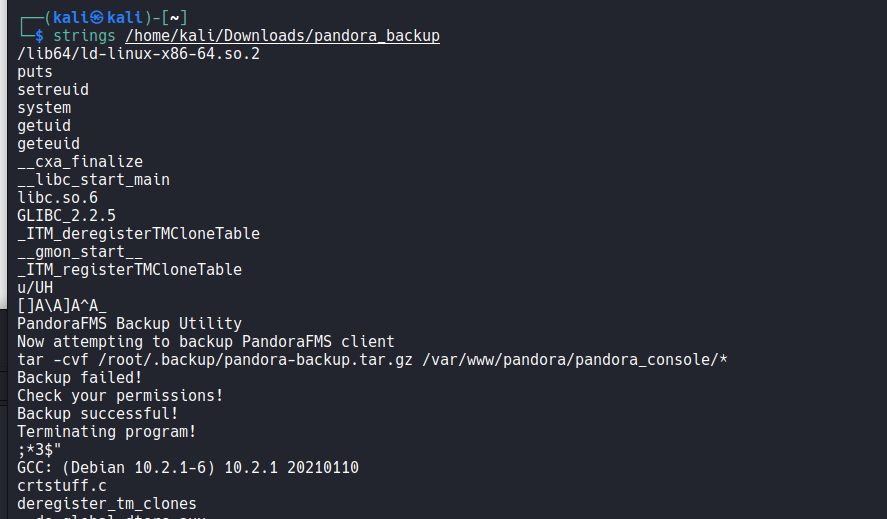 ┌──(kali㉿kali)-[~]
└─$ strings /home/kali/Downloads/pandora_backup
/lib64/ld-linux-x86-64.so.2
puts
setreuid
system
getuid
geteuid
__cxa_finalize
__libc_start_main
libc.so.6
GLIBC_2.2.5
_ITM_deregisterTMCloneTable
__gmon_start__
_ITM_registerTMCloneTable
u/UH
[]A\A]A^A_
PandoraFMS Backup Utility
Now attempting to backup PandoraFMS client
tar -cvf /root/.backup/pandora-backup.tar.gz /var/www/pandora/pandora_console/*
Backup failed!
Check your permissions!
Backup successful!
Terminating program!
;*3$"
GCC: (Debian 10.2.1-6) 10.2.1 20210110
crtstuff.c
deregister_tm_clones